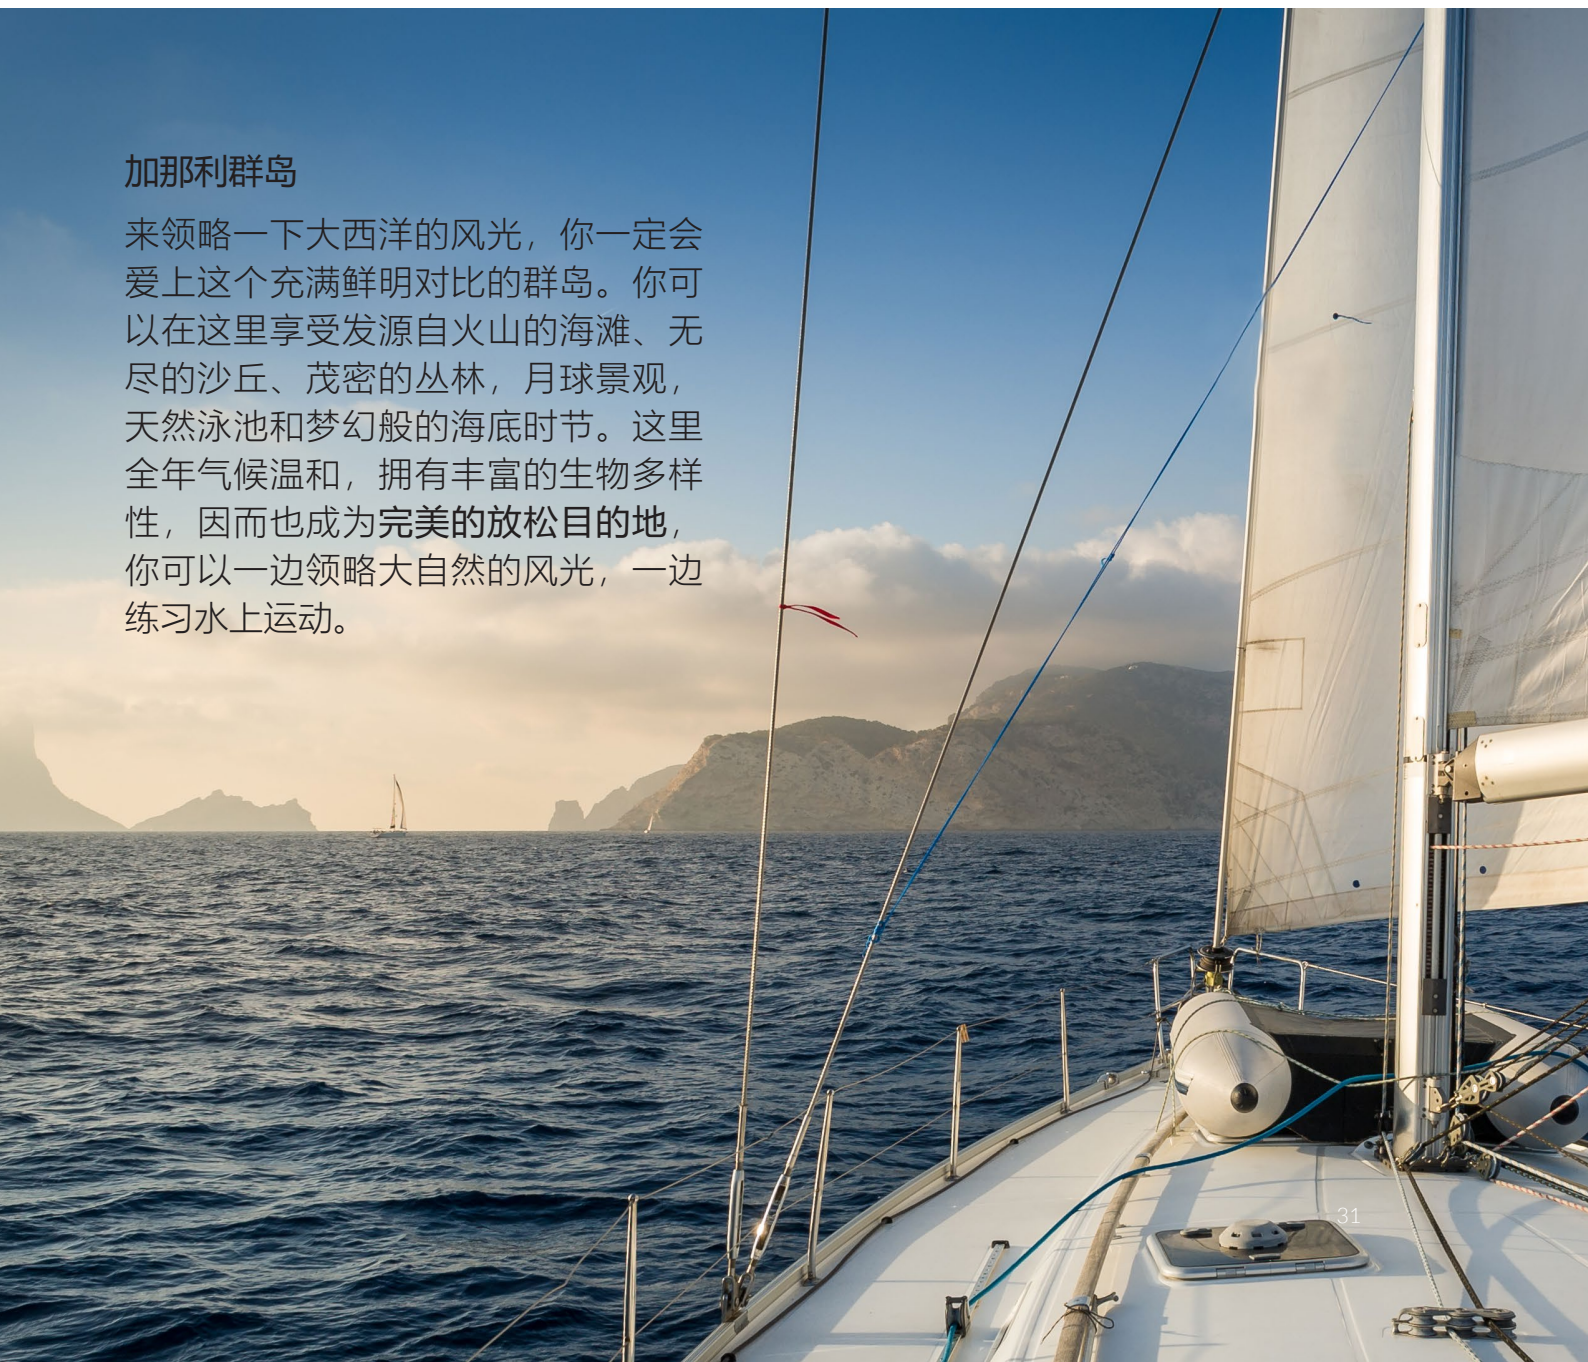 加那利群岛
来领略一下大西洋的风光，你一定会
爱上这个充满鲜明对比的群岛。你可
以在这里享受发源自火山的海滩、无
尽的沙丘、茂密的丛林，月球景观，
天然泳池和梦幻般的海底时节。这里
全年气候温和，拥有丰富的生物多样
性，因而也成为完美的放松目的地，
你可以一边领略大自然的风光，一边
练习水上运动。
31